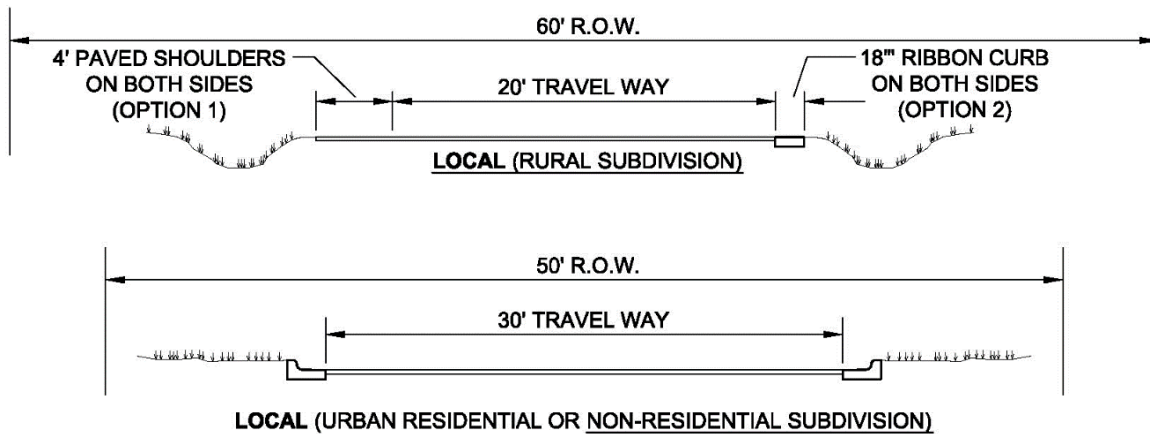 60' R.O.W.
4' PAVED SHOULDERS
ON BOTH SIDES
(OPTION 1)
20' TRAVEL WAY
18'" RIBBON CURB
ON BOTH SIDES
(OPTION 2)
LOCAL (RURAL SUBDIVISION)
50' R.O.W.
30' TRAVEL WAY
LOCAL (URBAN RESIDENTIAL OR NON-RESIDENTIAL SUBDIVISION)